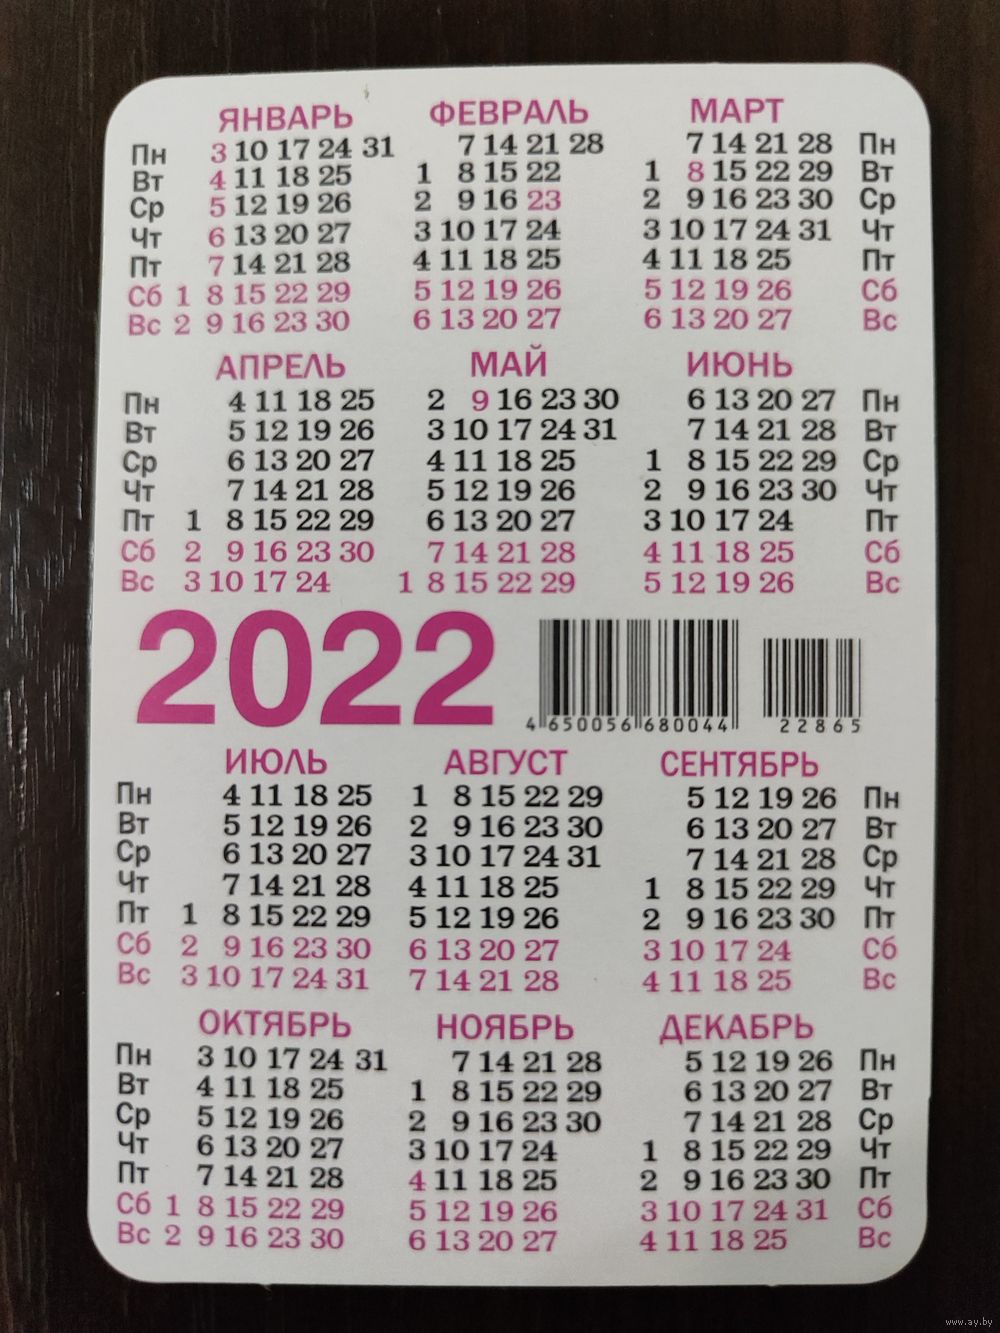 ЯНВАРЬ ФЕВРАЛЬ МАРТ
Пн 3 10 17 24 31 7 14 21 28 7 14 21 28 Пн
Вт 4 11 18 25 1 8 15 22 1 8 15 22 29 Вт
Ср 5 12 19 26 2 9 16 23 2 9 16 23 30 Ср
Чт 6 13 20 27 3 10 17 24 3 10 17 24 31 Чт
Пт 7 14 21 28 4 11 18 25 4 11 18 25 Пт
Сб 1 8 15 22 29 5 12 19 26 5 12 19 26 Сб
Вс 2 9 16 23 30 6 13 20 27 6 13 20 27 Вс
АПРЕЛЬ МАЙ ИЮНЬ
Пн 4 11 18 25 2 9 16 23 30 6 13 20 27 Пн
Вт 5 12 19 26 3 10 17 24 31 7 14 21 28 Вт
Ср 6 13 20 27 4 11 18 25 1 8 15 22 29 Ср
Чт 7 14 21 28 5 12 19 26 2 9 16 23 30 Чт
Пт 1 8 15 22 29 6 13 20 27 3 10 17 24 Пт
Сб 2 9 16 23 30 7 14 21 28 4 11 18 25 Сб
Вс 3 10 17 24 1 8 15 22 29 5 12 19 26 Вс
2022
4 650056 680044 22865
ИЮЛЬ АВГУСТ СЕНТЯБРЬ
Пн 4 11 18 25 1 8 15 22 29 5 12 19 26 Пн
Вт 5 12 19 26 2 9 16 23 30 6 13 20 27 Вт
Ср 6 13 20 27 3 10 17 24 31 7 14 21 28 Ср
Чт 7 14 21 28 4 11 18 25 1 8 15 22 29 Чт
Пт 1 8 15 22 29 5 12 19 26 2 9 16 23 30 Пт
Сб 2 9 16 23 30 6 13 20 27 3 10 17 24 Сб
Вс 3 10 17 24 31 7 14 21 28 4 11 18 25 Вс
ОКТЯБРЬ НОЯБРЬ ДЕКАБРЬ
Пн 3 10 17 24 31 7 14 21 28 5 12 19 26 Пн
Вт 4 11 18 25 1 8 15 22 29 6 13 20 27 Вт
Ср 5 12 19 26 2 9 16 23 30 7 14 21 28 Ср
Чт 6 13 20 27 3 10 17 24 1 8 15 22 29 Чт
Пт 7 14 21 28 4 11 18 25 2 9 16 23 30 Пт
Сб 1 8 15 22 29 5 12 19 26 3 10 17 24 31 Сб
Вс 2 9 16 23 30 6 13 20 27 4 11 18 25 Вс
www.ay.by